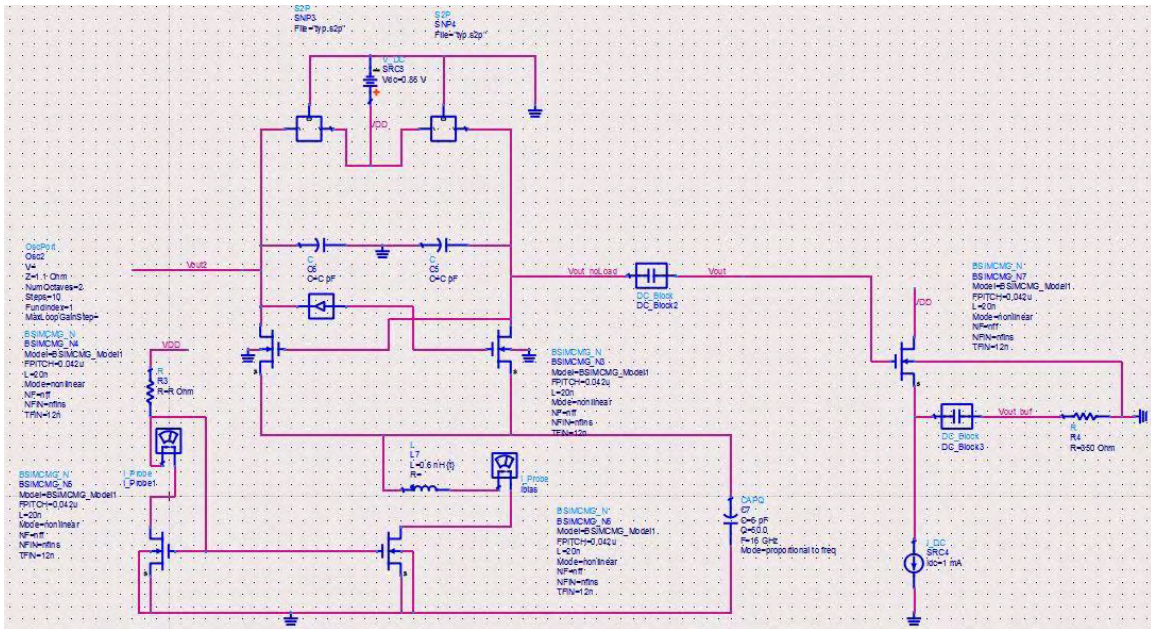 S2P
SNP3
File="typ.s2p"
S2P
SNP4
File="typ.s2p"
V_DC
SRC3
Vdc=0.86 V
VDD
OscPort
Osc2
V=
Z=1.1 Ohm
NumOctaves=2
Steps=10
FundIndex=1
MaxLoopGainStep=
Vout2
C
C6
C=C pF
C
C5
C=C pF
Vout_noLoad
DC_Block
DC_Block2
Vout
BSIMCMG_N
BSIMCMG_N7
Model=BSIMCMG_Model1
FPITCH=0.042u
L=20n
Mode=nonlinear
NF=nff
NFIN=nfins
TFIN=12n
VDD
BSIMCMG_N
BSIMCMG_N4
Model=BSIMCMG_Model1
FPITCH=0.042u
L=20n
Mode=nonlinear
NF=nff
NFIN=nfins
TFIN=12n
VDD
R
R3
R=R Ohm
BSIMCMG_N
BSIMCMG_N3
Model=BSIMCMG_Model1
FPITCH=0.042u
L=20n
Mode=nonlinear
NF=nff
NFIN=nfins
TFIN=12n
DC_Block
DC_Block3
Vout_buf
R
R4
R=350 Ohm
I_Probe
I_Probe1
L
L7
L=0.6 nH {t}
R=
I_Probe
Ibias
BSIMCMG_N
BSIMCMG_N5
Model=BSIMCMG_Model1
FPITCH=0.042u
L=20n
Mode=nonlinear
NF=nff
NFIN=nfins
TFIN=12n
BSIMCMG_N
BSIMCMG_N6
Model=BSIMCMG_Model1
FPITCH=0.042u
L=20n
Mode=nonlinear
NF=nff
NFIN=nfins
TFIN=12n
CAPQ
C7
C=5 pF
Q=50.0
F=16 GHz
Mode=proportional to freq
I_DC
SRC4
Idc=1 mA